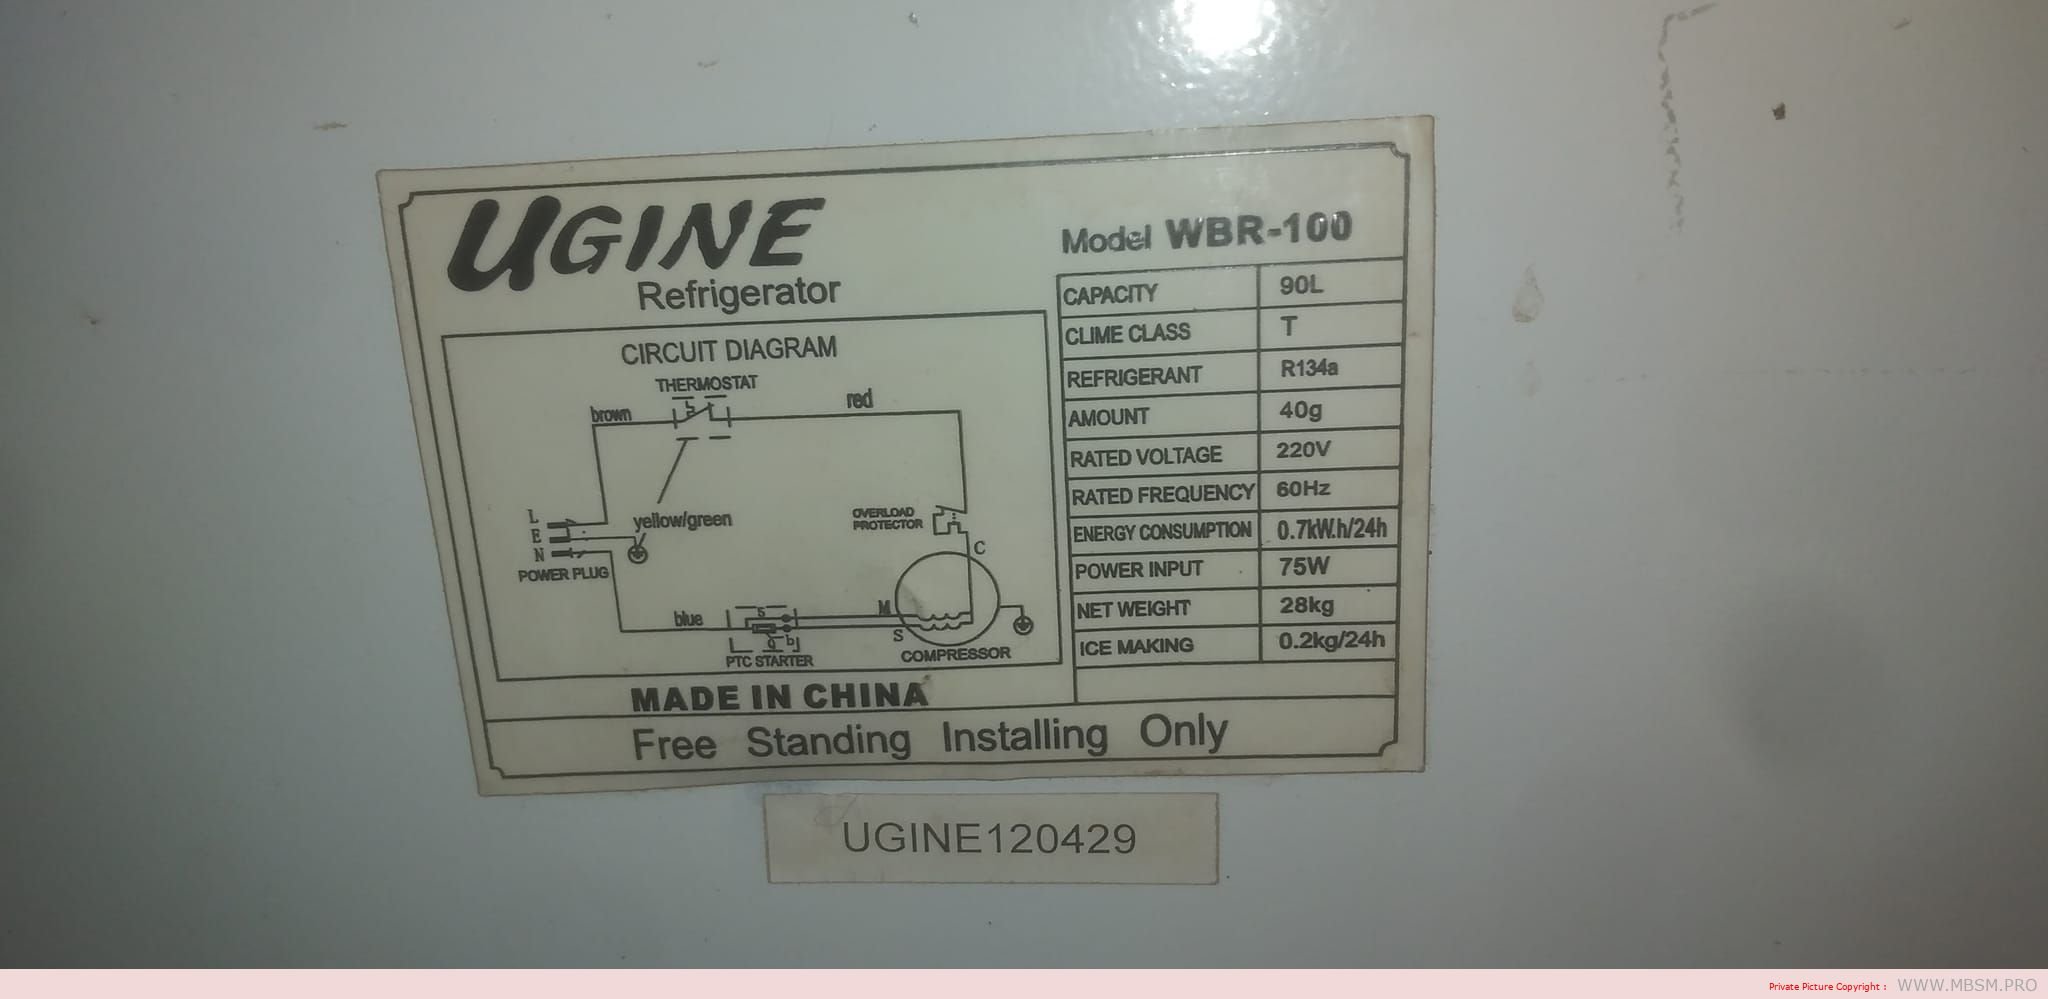 UGINE
Refrigerator
Model WBR-100
CIRCUIT DIAGRAM
THERMOSTAT
brown
red
L
E
N
POWER PLUG
yellow/green
OVERLOAD
PROTECTOR
C
blue
S
b
PTC STARTER
M
S
COMPRESSOR
CAPACITY 90L
CLIME CLASS T
REFRIGERANT R134a
AMOUNT 40g
RATED VOLTAGE 220V
RATED FREQUENCY 60Hz
ENERGY CONSUMPTION 0.7kW.h/24h
POWER INPUT 75W
NET WEIGHT 28kg
ICE MAKING 0.2kg/24h
MADE IN CHINA
Free Standing Installing Only
UGINE120429
Private Picture Copyright : WWW.MBSM.PRO